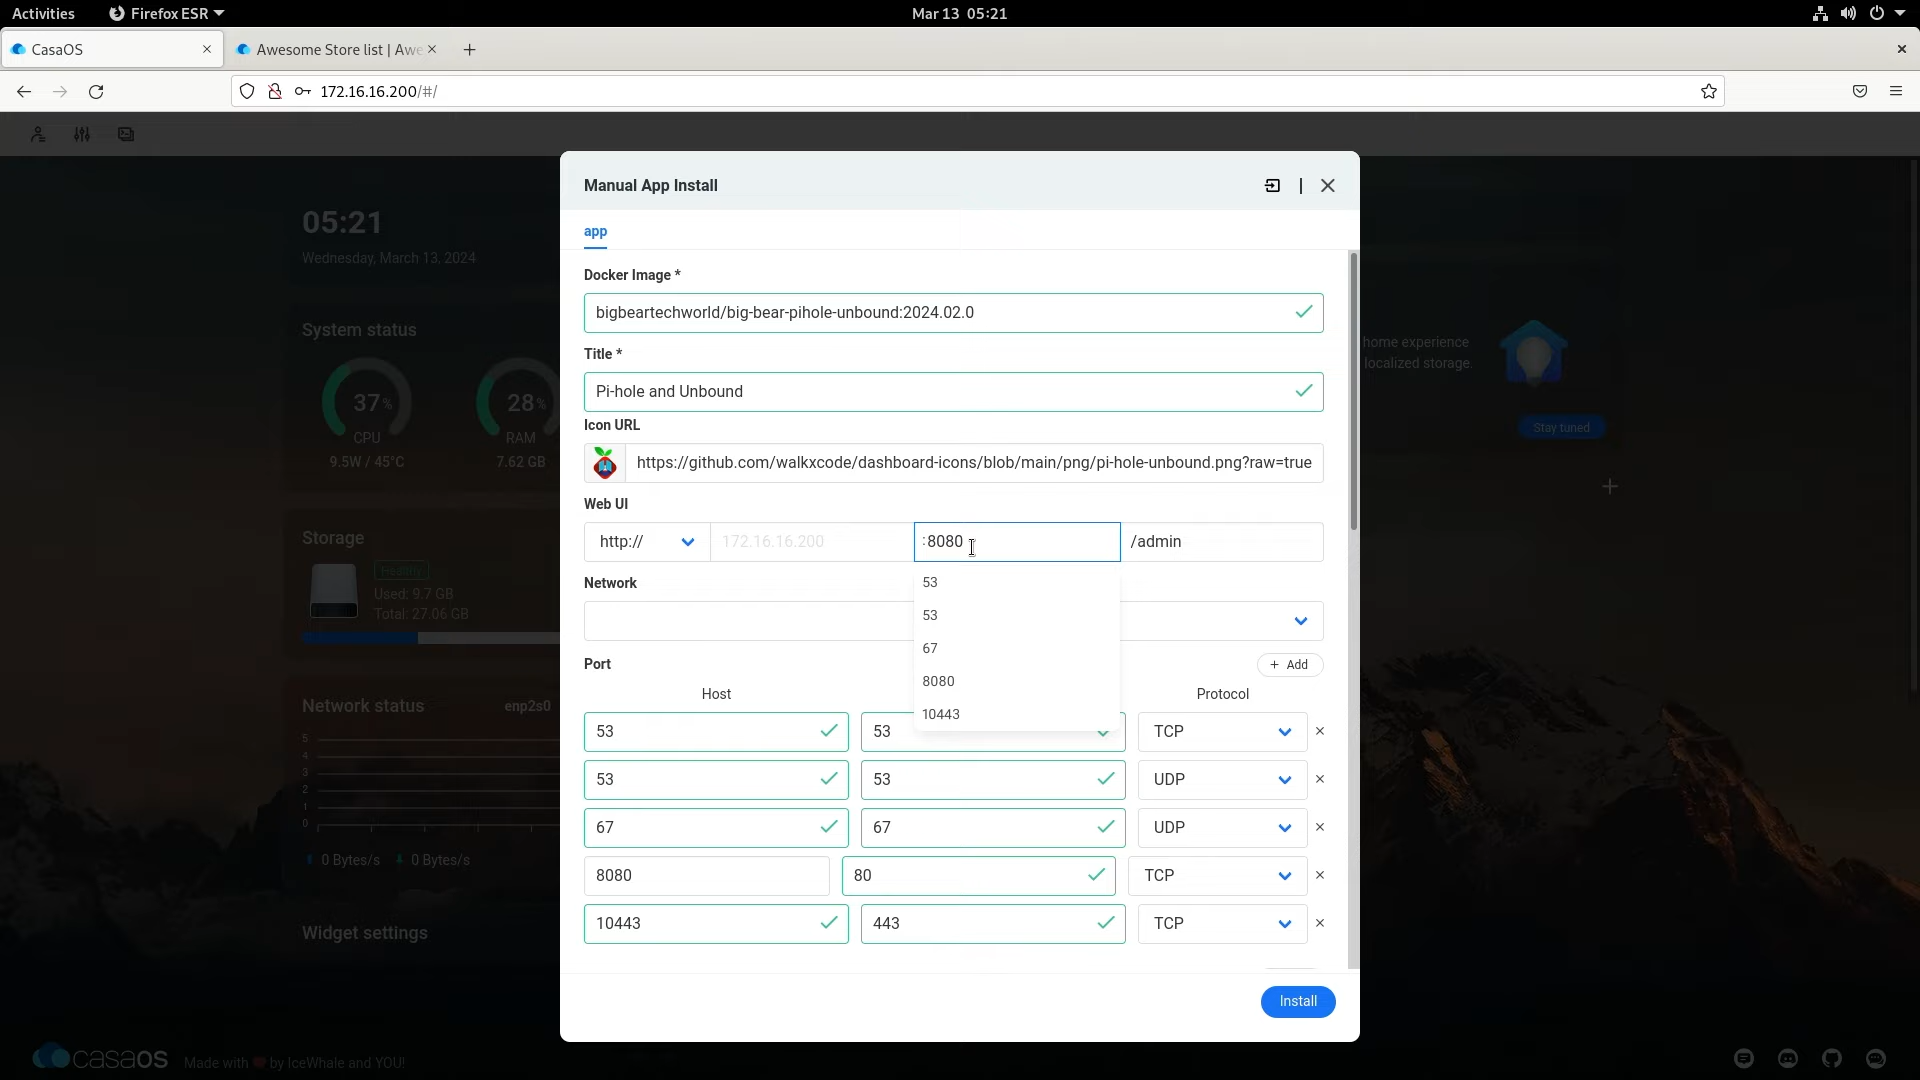 Activities
Firefox ESR
Mar 13 05:21
CasaOS
Awesome Store list | Awe
172.16.16.200/#/
05:21
Wednesday, March 13, 2024
System status
37%
28%
CPU
RAM
9.5W / 45°C
7.62 GB
Storage
Healthy
Used: 9.7 GB
Total: 27.06 GB
Network status
enp2s0
5
4
3
2
1
0
0 Bytes/s
0 Bytes/s
Widget settings
Manual App Install
app
Docker Image *
bigbeartechworld/big-bear-pihole-unbound:2024.02.0
Title *
Pi-hole and Unbound
Icon URL
https://github.com/walkxcode/dashboard-icons/blob/main/png/pi-hole-unbound.png?raw=true
Web UI
http://
172.16.16.200
:8080
/admin
53
53
67
8080
10443
Network
Port
+ Add
Host
Protocol
53
53
TCP
53
53
UDP
67
67
UDP
8080
80
TCP
10443
443
TCP
Install
home experience
localized storage.
Stay tuned
casaos
Made with
by IceWhale and YOU!